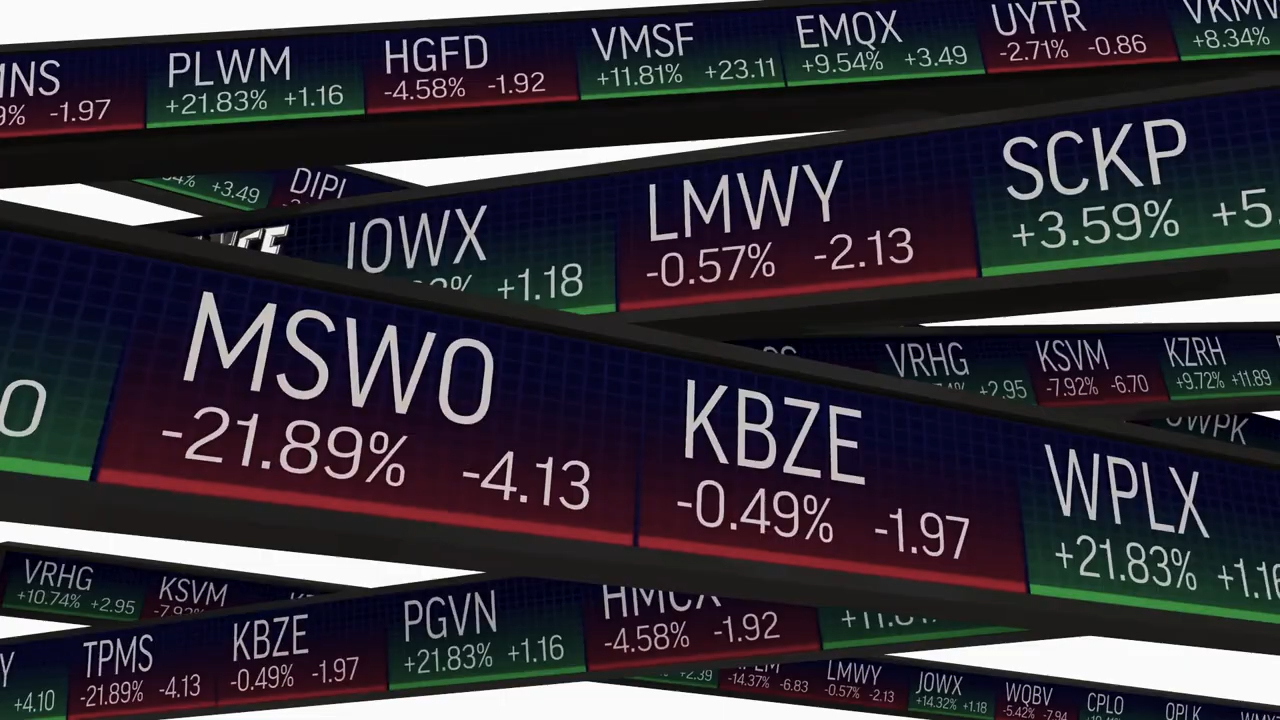 -1.97
PLWM
+21.83% +1.16
HGFD
-4.58% -1.92
VMSF
+11.81% +23.11
EMQX
+9.54% +3.49
UYTR
-2.71% -0.86
+8.34%
+3.49
IOWX
+1.18
LMWY
-0.57% -2.13
SCKP
+3.59%
MSWO
-21.89% -4.13
KBZE
-0.49% -1.97
WPLX
+21.83%
VRHG
+2.95
KSVM
-7.92% -6.70
KZRH
+9.72% +11.89
VRHG
+10.74% +2.95
KSVM
+4.10
TPMS
-21.89% -4.13
KBZE
-0.49% -1.97
PGVN
+21.83% +1.16
-4.58% -1.92
+2.39
-14.37% -6.83
LMWY
-0.57% -2.13
JOWX
+14.32% +1.18
WQBV
-5.42% -7.94
CPLO